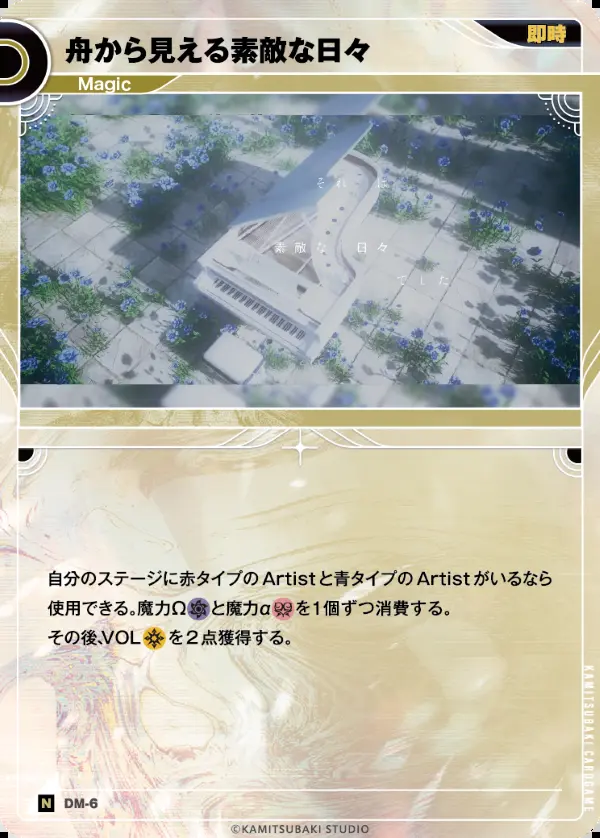 舟から見える素敵な日々
即時
Magic
それは
素敵な 日々
でした
自分のステージに赤タイプのArtistと青タイプのArtistがいるなら
使用できる。魔力Ωと魔力αを1個ずつ消費する。
その後、VOLを2点獲得する。
KAMITSUBAKI CARDGAME
N DM-6
©KAMITSUBAKI STUDIO